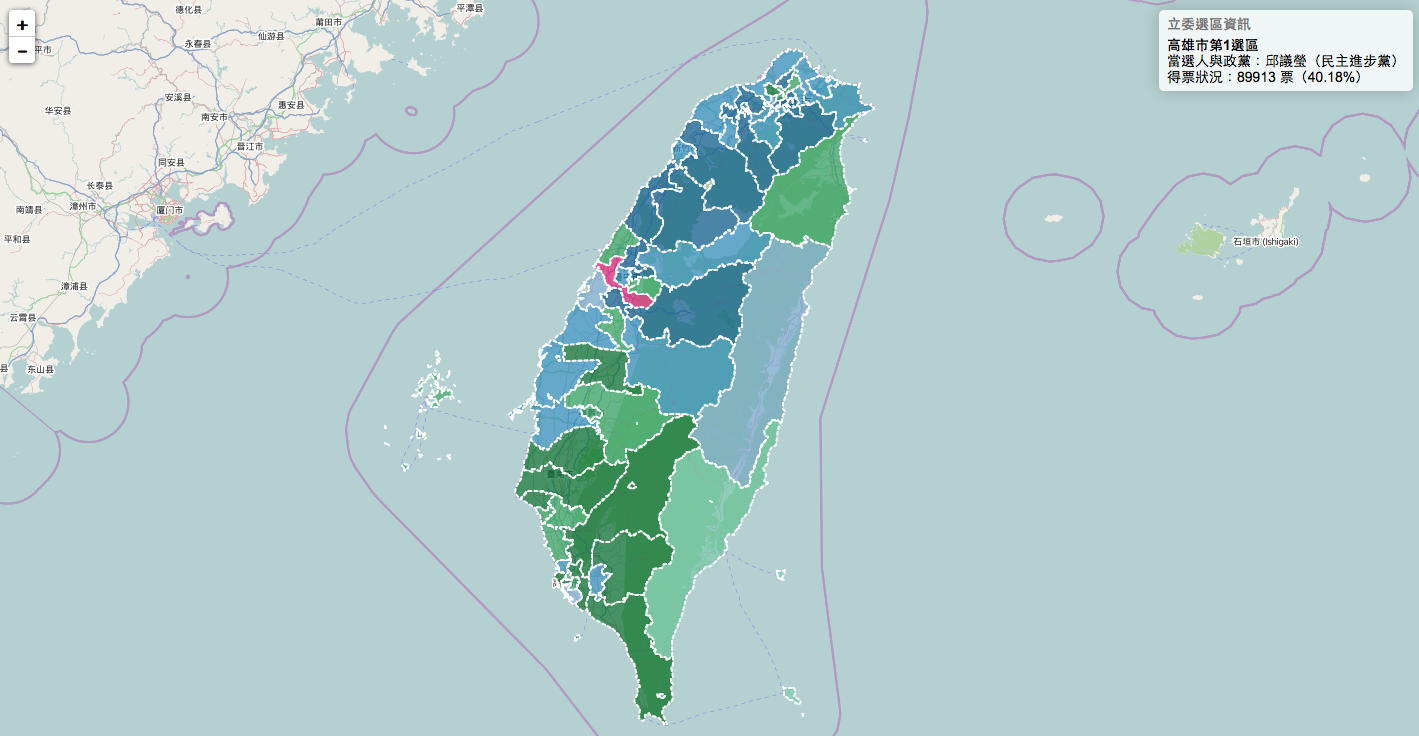 +
−
立委選區資訊
高雄市第1選區
當選人與政黨：邱議瑩（民主進步黨）
得票狀況：89913 票（40.18%）
德化县
平潭县
莆田市
仙游县
永春县
平市
安溪县
惠安县
华安县
南安市
晋江市
同安县
长泰县
漳州市
厦门市
南靖县
平和县
石垣市 (Ishigaki)
漳浦县
云霄县
县
东山县